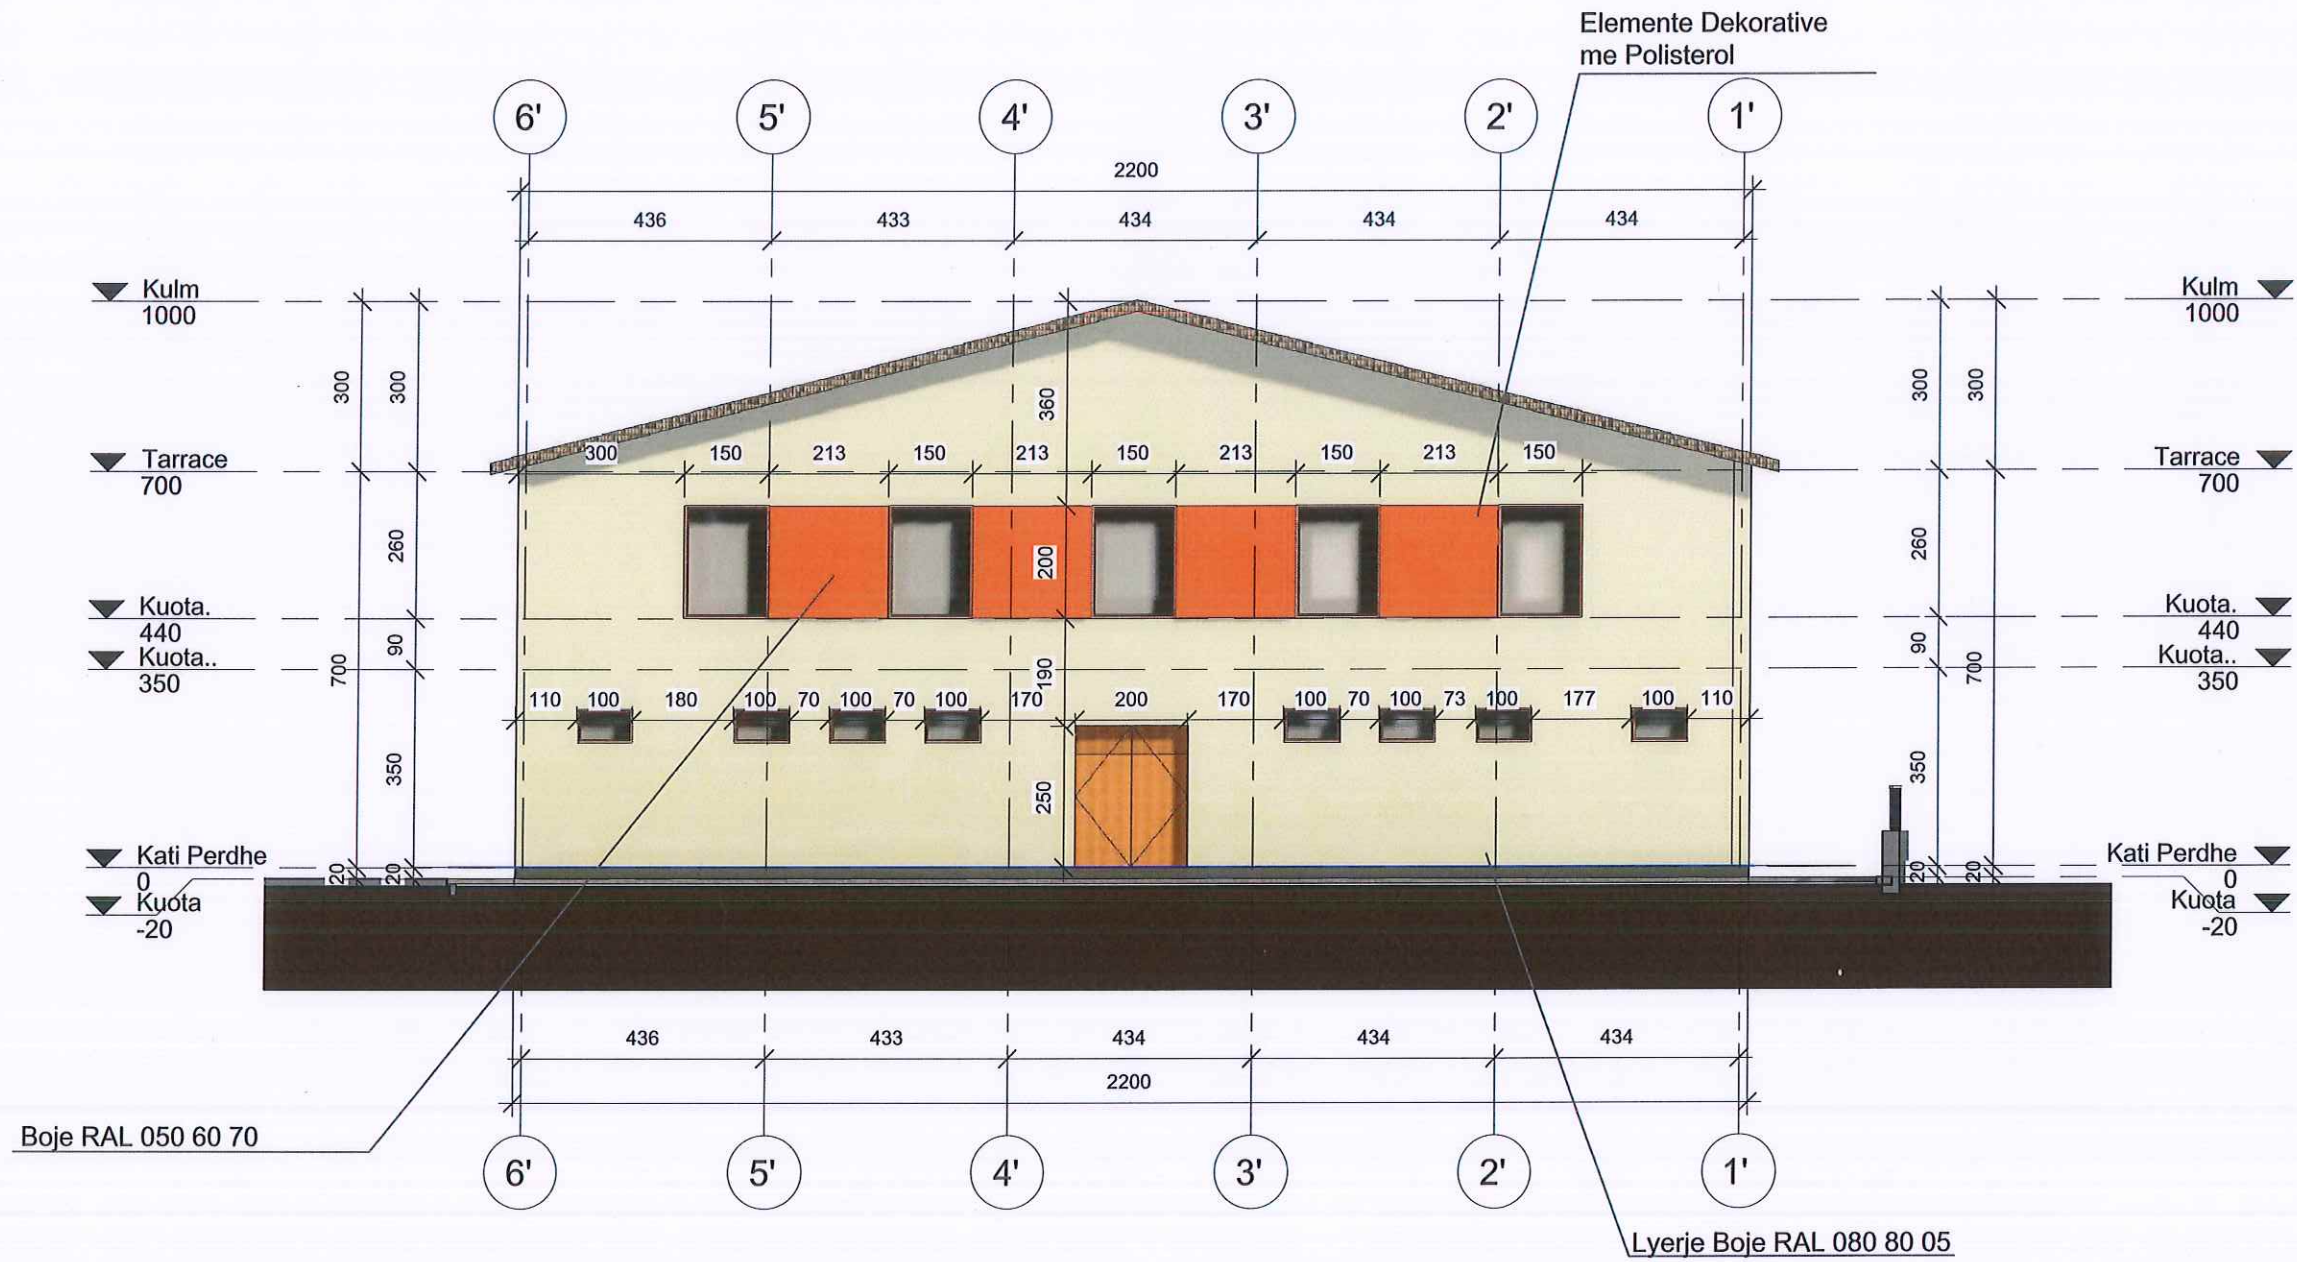 Elemente Dekorative
me Polisterol
6' 5' 4' 3' 2' 1'
2200
436 433 434 434 434
Kulm
1000
Kulm
1000
300 300 360 300 300
300 150 213 150 213 150 213 150 213 150
Tarrace
700
Tarrace
700
260 200 260
Kuota.
440
Kuota.
440
90 90
Kuota..
350
Kuota..
350
700 190 700
110 100 180 100 70 100 70 100 170 200 170 100 70 100 73 100 177 100 110
350 250 350
Kati Perdhe
0
Kati Perdhe
0
20 20 20 20
Kuota
-20
Kuota
-20
436 433 434 434 434
2200
Boje RAL 050 60 70
6' 5' 4' 3' 2' 1'
Lyerje Boje RAL 080 80 05